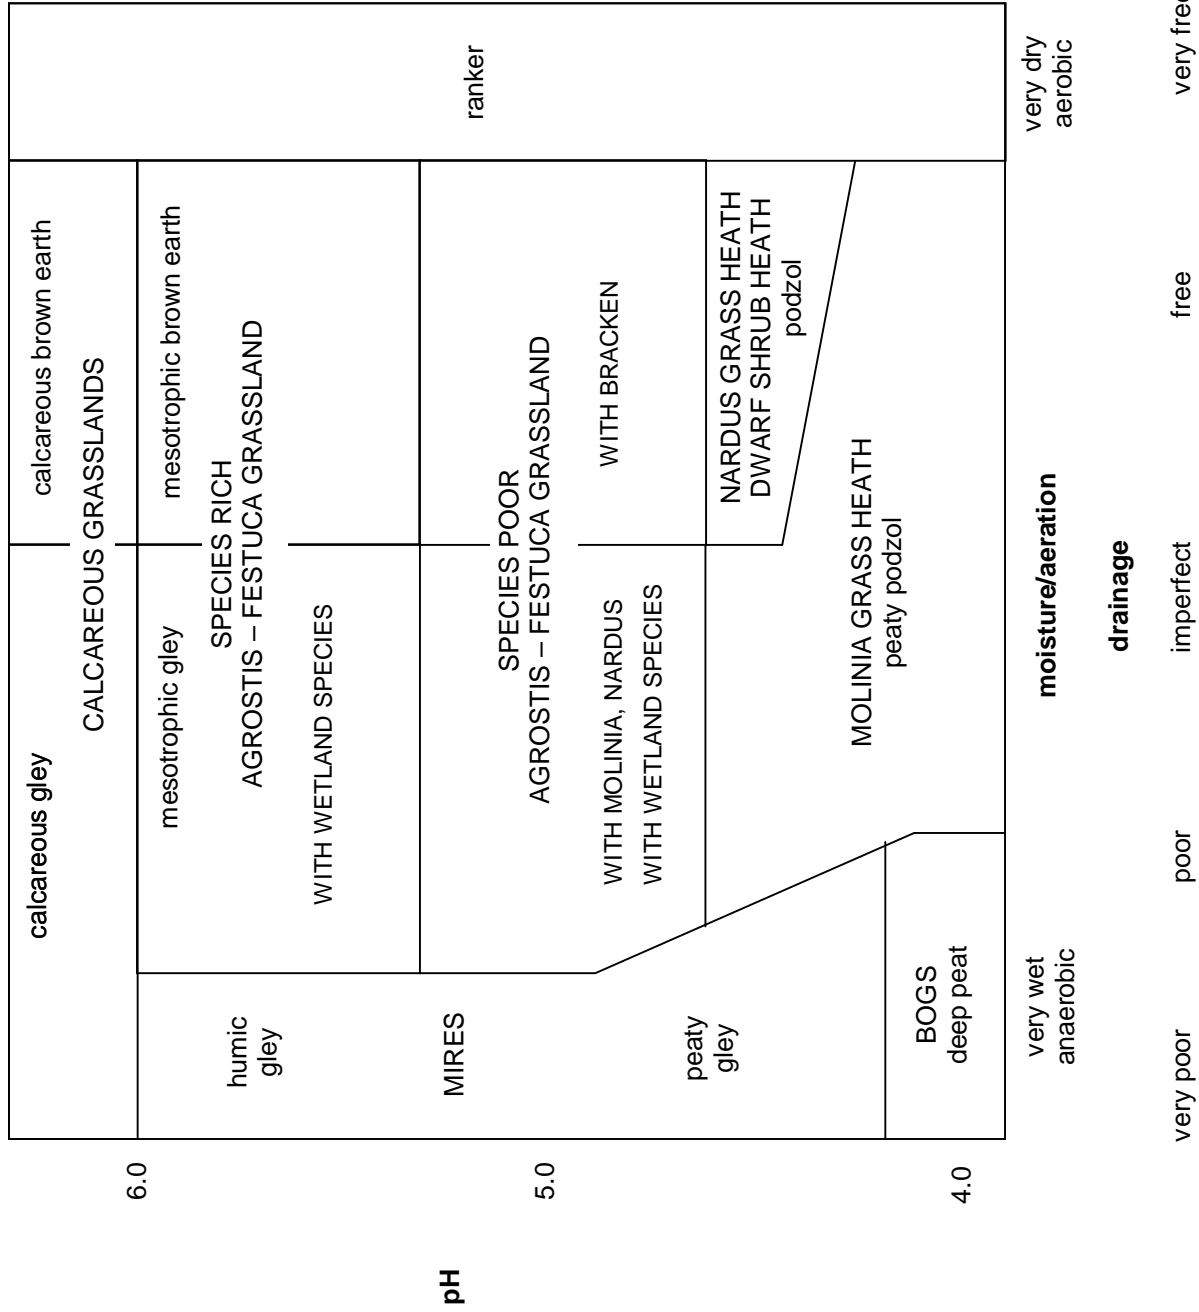 calcareous gley
calcareous brown earth
CALCAREOUS GRASSLANDS
6.0
mesotrophic gley
mesotrophic brown earth
SPECIES RICH
AGROSTIS – FESTUCA GRASSLAND
humic
gley
WITH WETLAND SPECIES
pH
MIRES
ranker
SPECIES POOR
AGROSTIS – FESTUCA GRASSLAND
5.0
WITH BRACKEN
WITH MOLINIA, NARDUS
WITH WETLAND SPECIES
peaty
gley
NARDUS GRASS HEATH
DWARF SHRUB HEATH
podzol
MOLINIA GRASS HEATH
peaty podzol
BOGS
deep peat
4.0
very wet
anaerobic
moisture/aeration
very dry
aerobic
drainage
very poor
poor
imperfect
free
very free